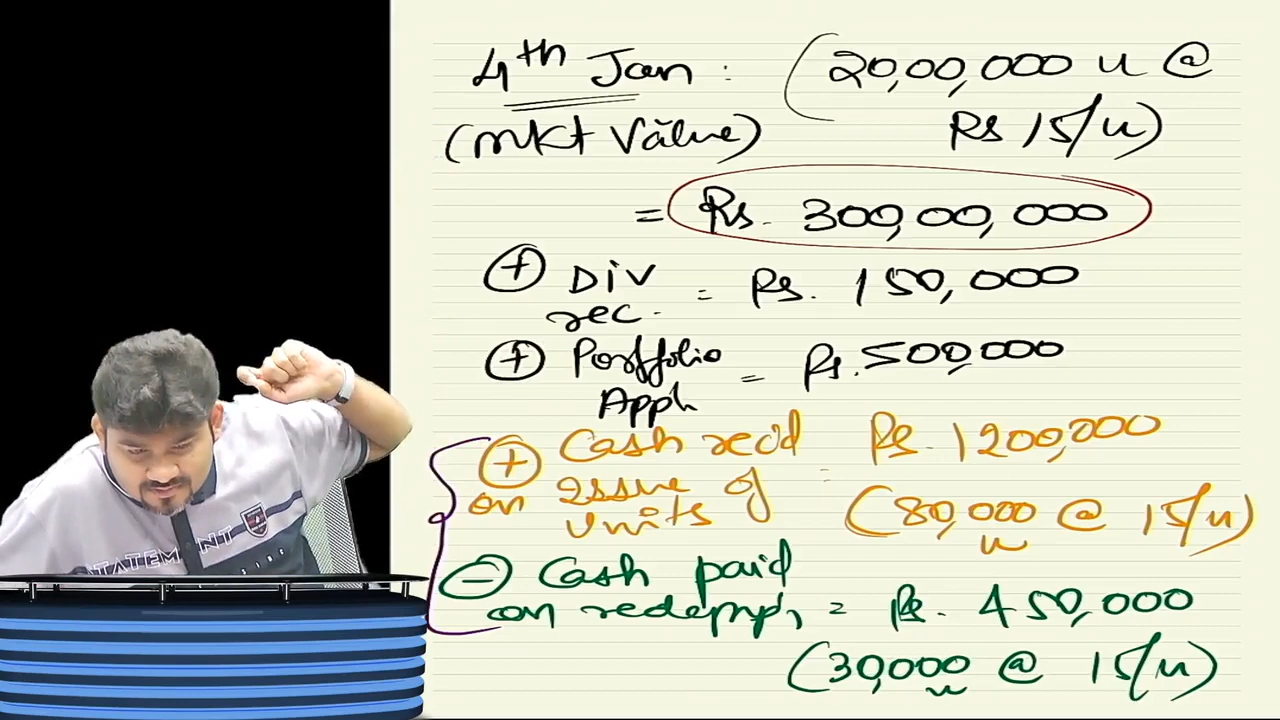 4th Jan : (20,00,000 u @
(mkt Value) Rs 15/u)
= Rs. 300,00,000
+ Div rec. = Rs. 150,000
+ Portfolio Appn = Rs. 500,000
+ Cash rec'd Rs. 1200,000
on Issue of =
Units (80,000 u @ 15/u)
- Cash paid
on redempn = Rs. 450,000
(30,000 u @ 15/u)
STATEMENT